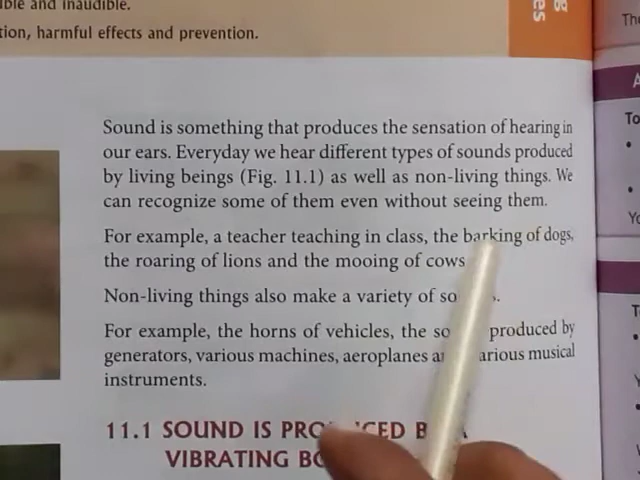 ible and inaudible.
tion, harmful effects and prevention.
Sound is something that produces the sensation of hearing in
our ears. Everyday we hear different types of sounds produced
by living beings (Fig. 11.1) as well as non-living things. We
can recognize some of them even without seeing them.
For example, a teacher teaching in class, the barking of dogs,
the roaring of lions and the mooing of cows
Non-living things also make a variety of so
For example, the horns of vehicles, the so produced by
generators, various machines, aeroplanes a arious musical
instruments.
11.1 SOUND IS PRO CED B
VIBRATING BO
g
es
The
A
To
Yo
T